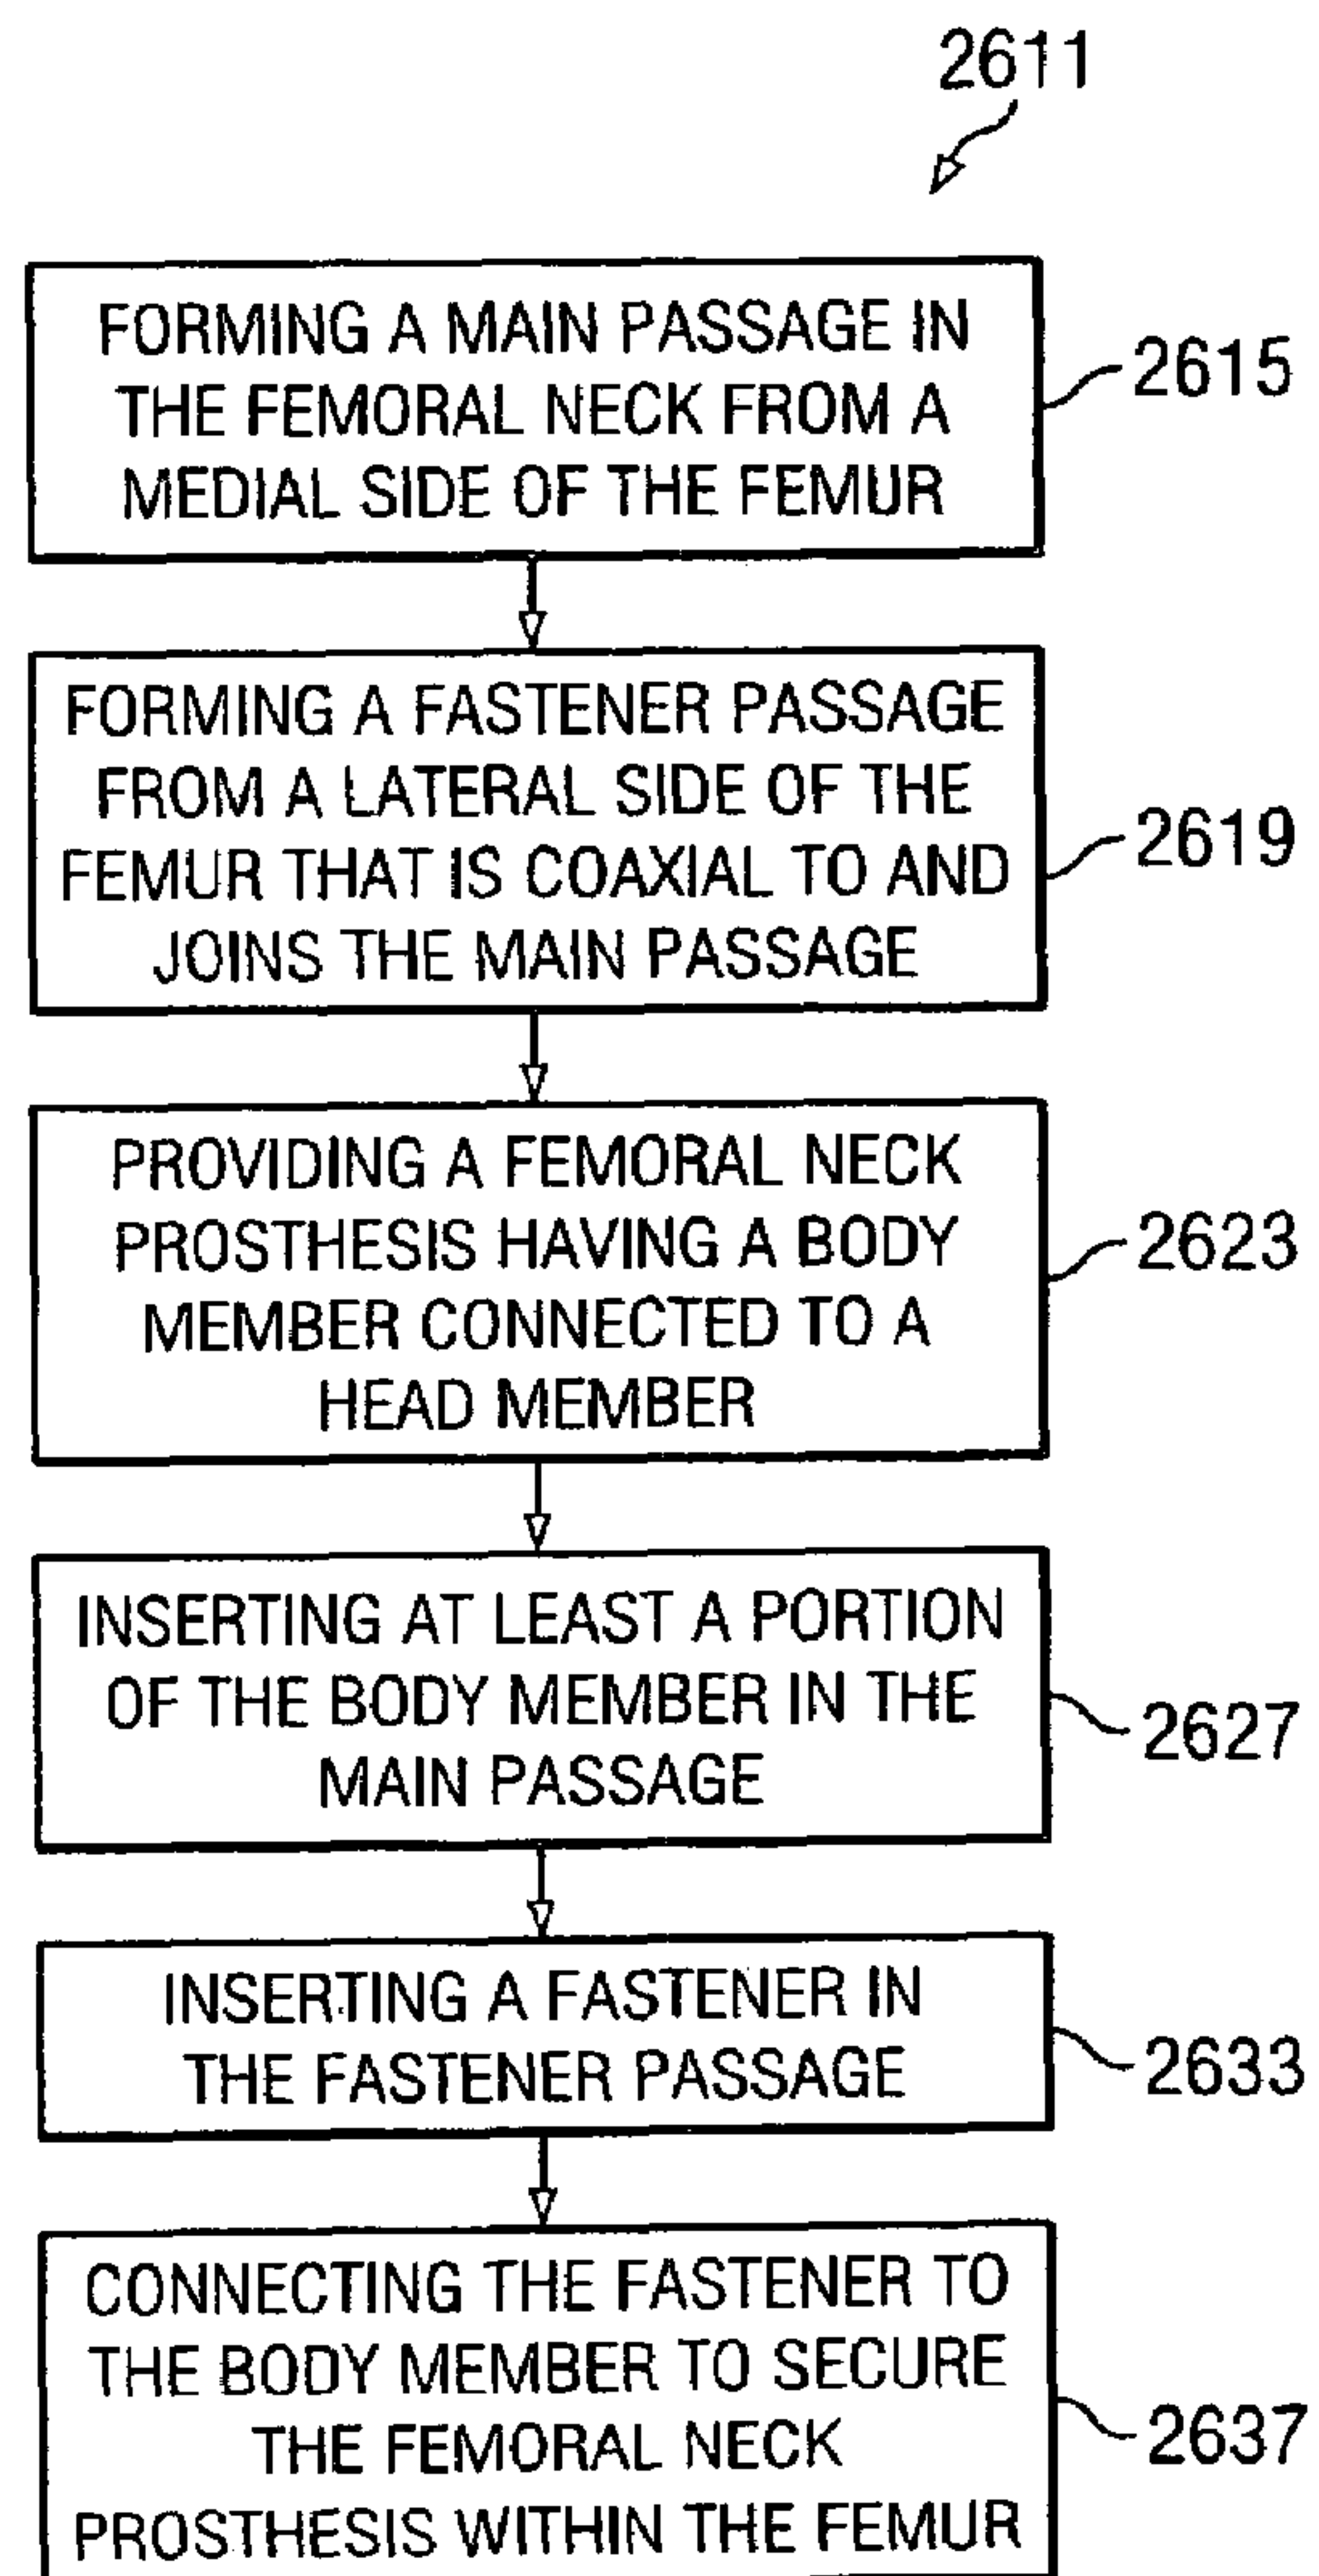 2611
FORMING A MAIN PASSAGE IN
THE FEMORAL NECK FROM A
MEDIAL SIDE OF THE FEMUR
2615
FORMING A FASTENER PASSAGE
FROM A LATERAL SIDE OF THE
FEMUR THAT IS COAXIAL TO AND
JOINS THE MAIN PASSAGE
2619
PROVIDING A FEMORAL NECK
PROSTHESIS HAVING A BODY
MEMBER CONNECTED TO A
HEAD MEMBER
2623
INSERTING AT LEAST A PORTION
OF THE BODY MEMBER IN THE
MAIN PASSAGE
2627
INSERTING A FASTENER IN
THE FASTENER PASSAGE
2633
CONNECTING THE FASTENER TO
THE BODY MEMBER TO SECURE
THE FEMORAL NECK
PROSTHESIS WITHIN THE FEMUR
2637